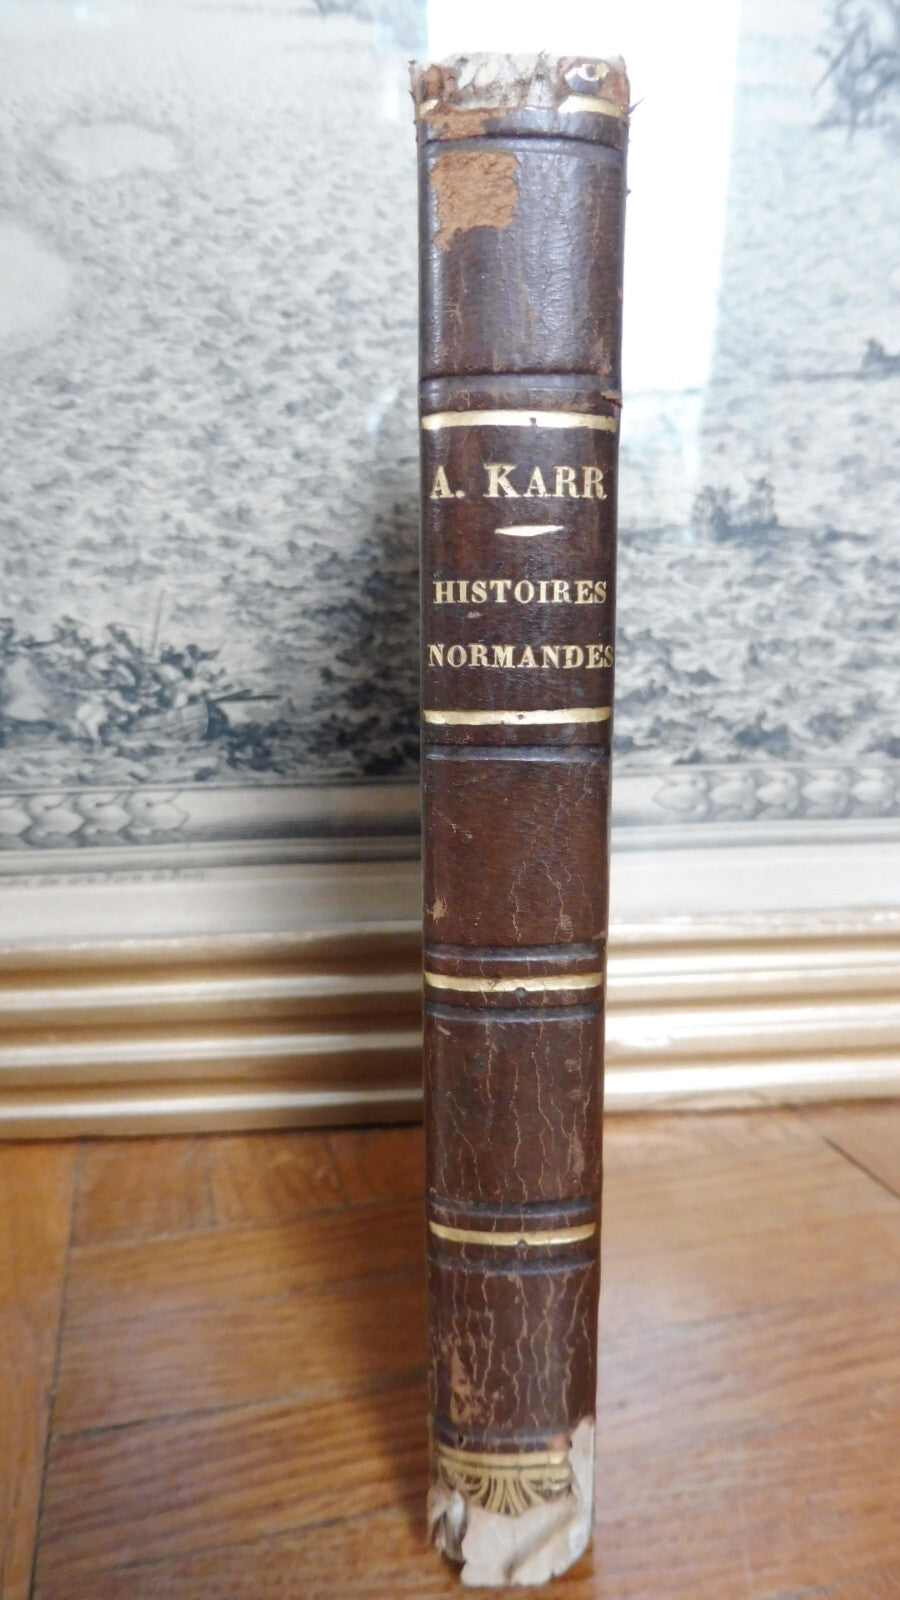 A. KARR
HISTOIRES
NORMANDES